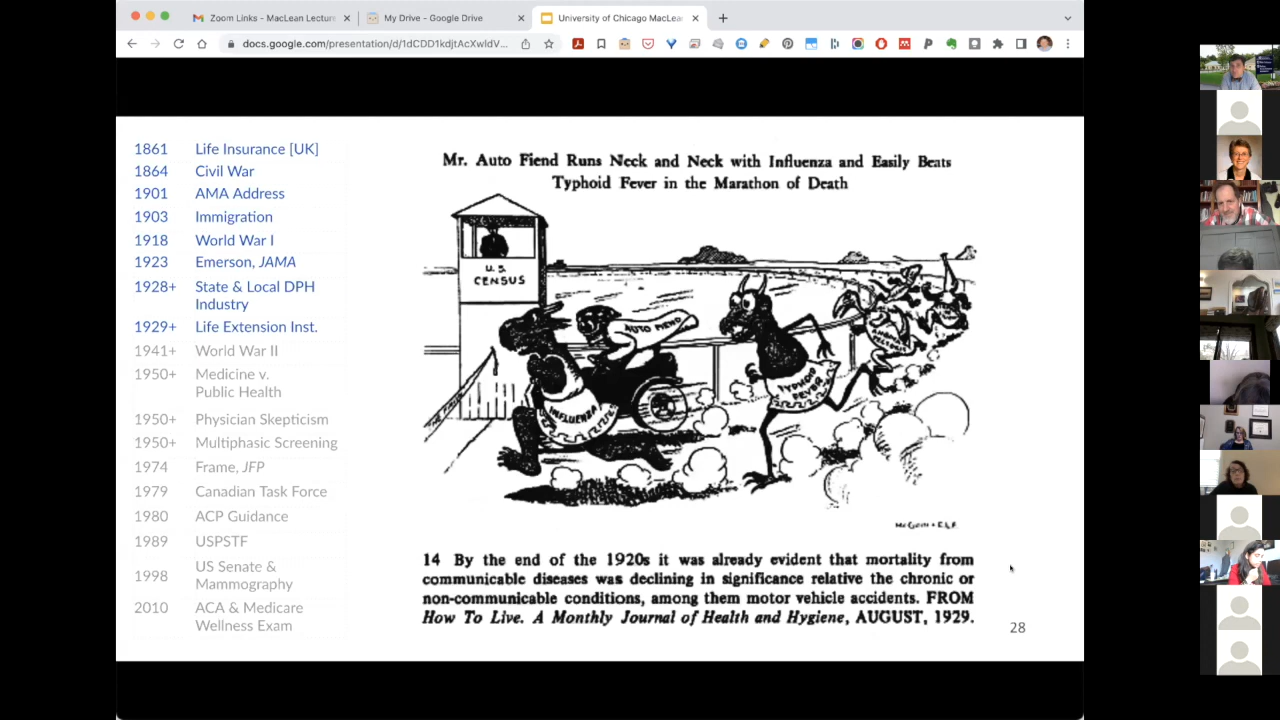 Zoom Links - MacLean Lectur
My Drive - Google Drive
University of Chicago MacLea
docs.google.com/presentation/d/1dCDD1kdjtAcXwIdV...
1861 Life Insurance [UK]
1864 Civil War
1901 AMA Address
1903 Immigration
1918 World War I
1923 Emerson, JAMA
1928+ State & Local DPH
Industry
1929+ Life Extension Inst.
1941+ World War II
1950+ Medicine v.
Public Health
1950+ Physician Skepticism
1950+ Multiphasic Screening
1974 Frame, JFP
1979 Canadian Task Force
1980 ACP Guidance
1989 USPSTF
1998 US Senate &
Mammography
2010 ACA & Medicare
Wellness Exam
Mr. Auto Fiend Runs Neck and Neck with Influenza and Easily Beats
Typhoid Fever in the Marathon of Death
U.S.
CENSUS
AUTO FIEND
INFLUENZA
TYPHOID
FEVER
14 By the end of the 1920s it was already evident that mortality from
communicable diseases was declining in significance relative the chronic or
non-communicable conditions, among them motor vehicle accidents. FROM
How To Live. A Monthly Journal of Health and Hygiene, AUGUST, 1929.
28